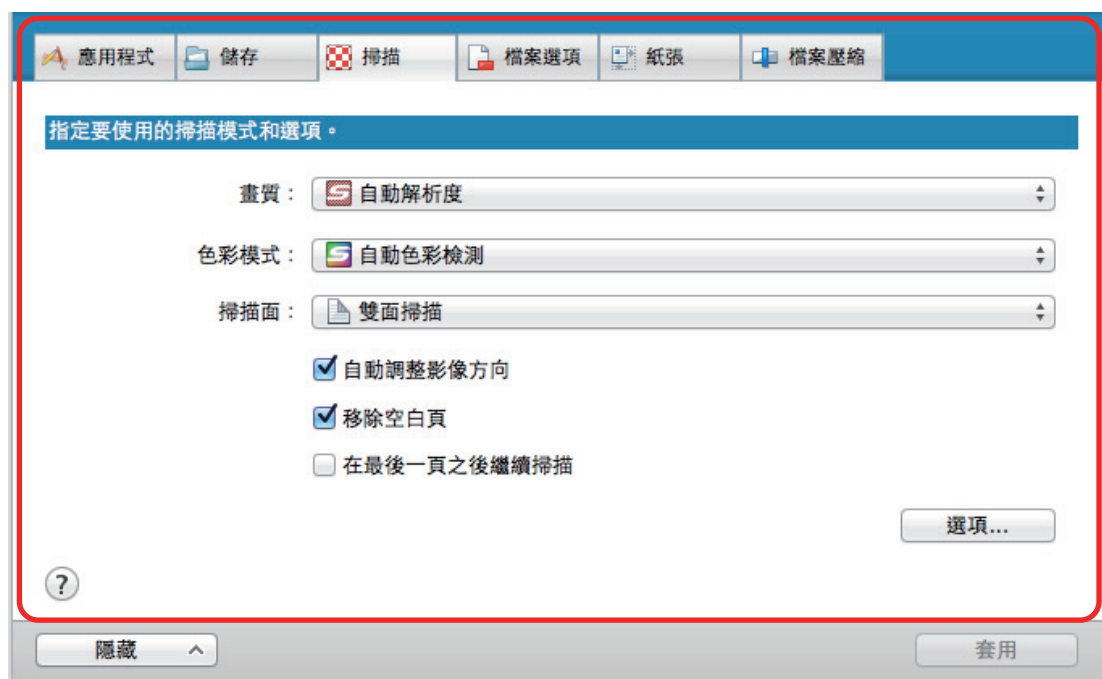 應用程式 儲存 掃描 檔案選項 紙張 檔案壓縮
指定要使用的掃描模式和選項。
畫質： 自動解析度
色彩模式： 自動色彩檢測
掃描面： 雙面掃描
自動調整影像方向
移除空白頁
在最後一頁之後繼續掃描
選項...
?
隱藏 套用